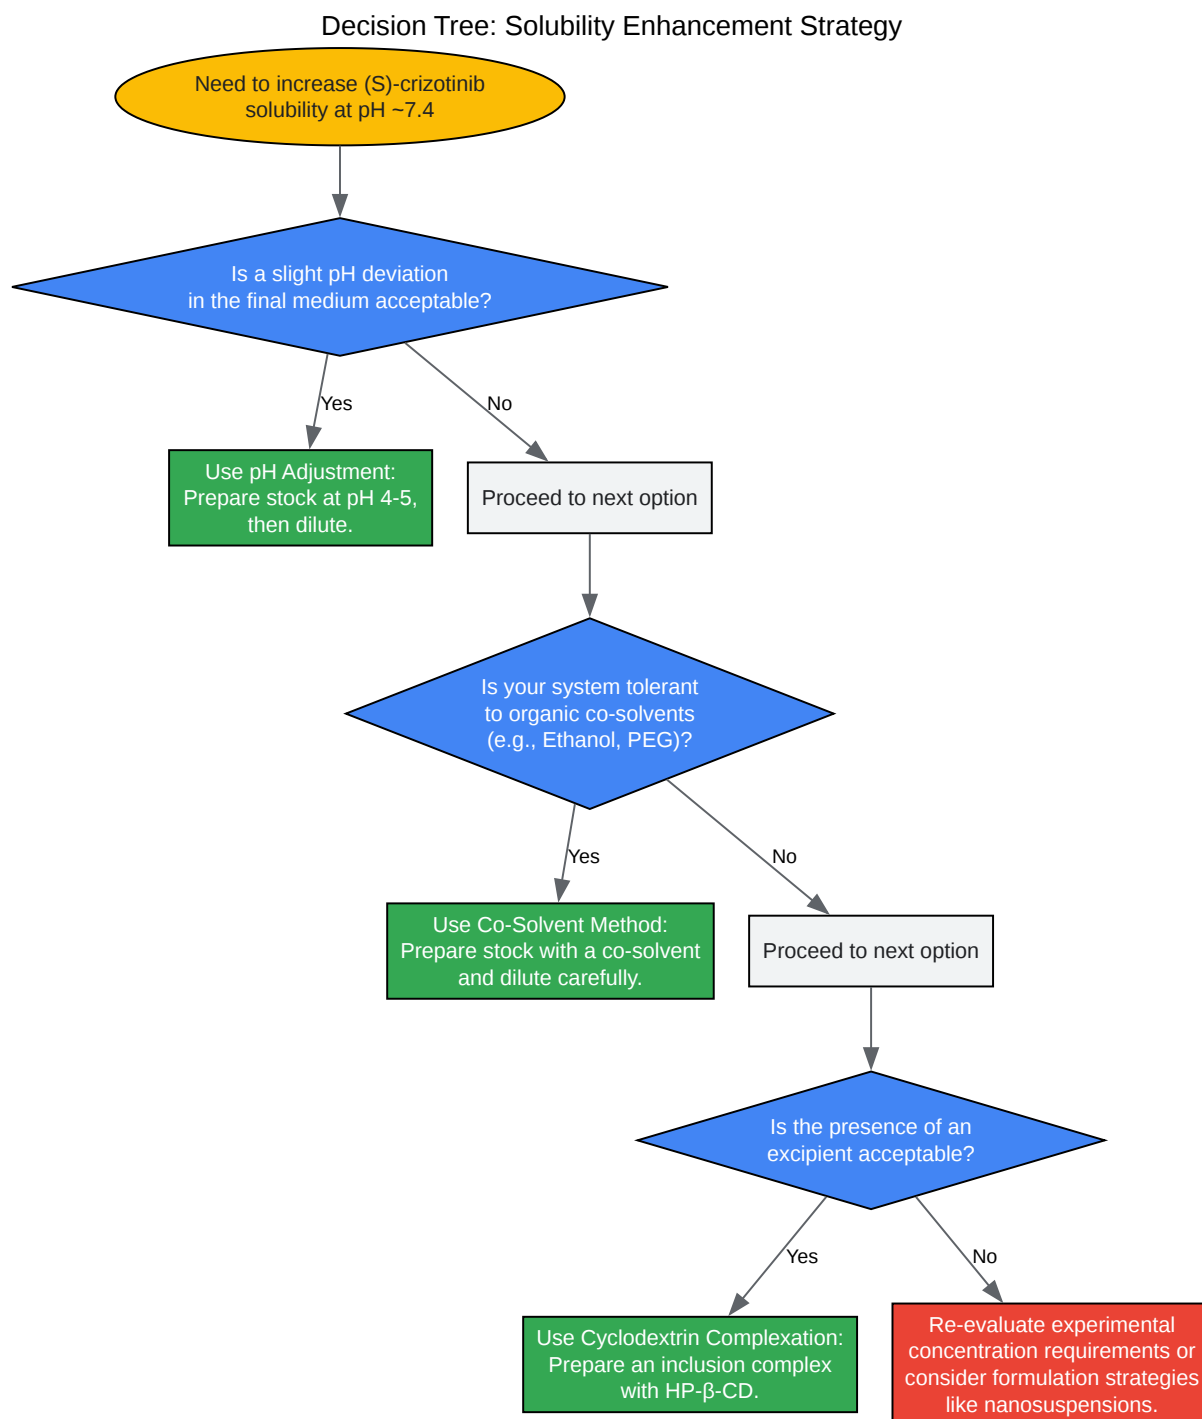 Decision Tree: Solubility Enhancement Strategy
Need to increase (S)-crizotinib
solubility at pH ~7.4
Is a slight pH deviation
in the final medium acceptable?
Yes
No
Use pH Adjustment:
Prepare stock at pH 4-5,
then dilute.
Proceed to next option
Is your system tolerant
to organic co-solvents
(e.g., Ethanol, PEG)?
Yes
No
Use Co-Solvent Method:
Prepare stock with a co-solvent
and dilute carefully.
Proceed to next option
Is the presence of an
excipient acceptable?
Yes
No
Use Cyclodextrin Complexation:
Prepare an inclusion complex
with HP-β-CD.
Re-evaluate experimental
concentration requirements or
consider formulation strategies
like nanosuspensions.